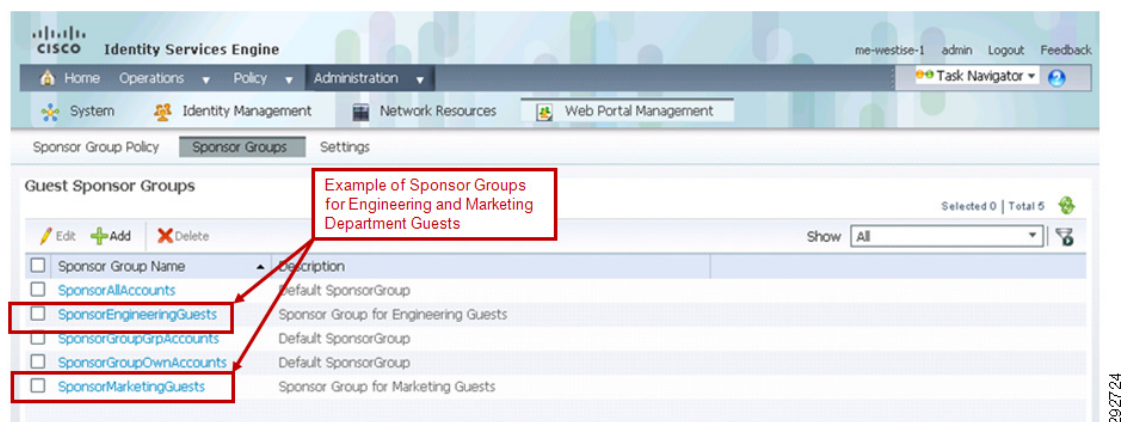 CISCO Identity Services Engine
me-westise-1 admin Logout Feedback
Home Operations Policy Administration
Task Navigator
System Identity Management Network Resources Web Portal Management
Sponsor Group Policy Sponsor Groups Settings
Guest Sponsor Groups
Example of Sponsor Groups
for Engineering and Marketing
Department Guests
Selected 0 | Total 5
Edit Add Delete
Show All
Sponsor Group Name Description
SponsorAllAccounts Default SponsorGroup
SponsorEngineeringGuests Sponsor Group for Engineering Guests
SponsorGroupGrpAccounts Default SponsorGroup
SponsorGroupOwnAccounts Default SponsorGroup
SponsorMarketingGuests Sponsor Group for Marketing Guests
292724